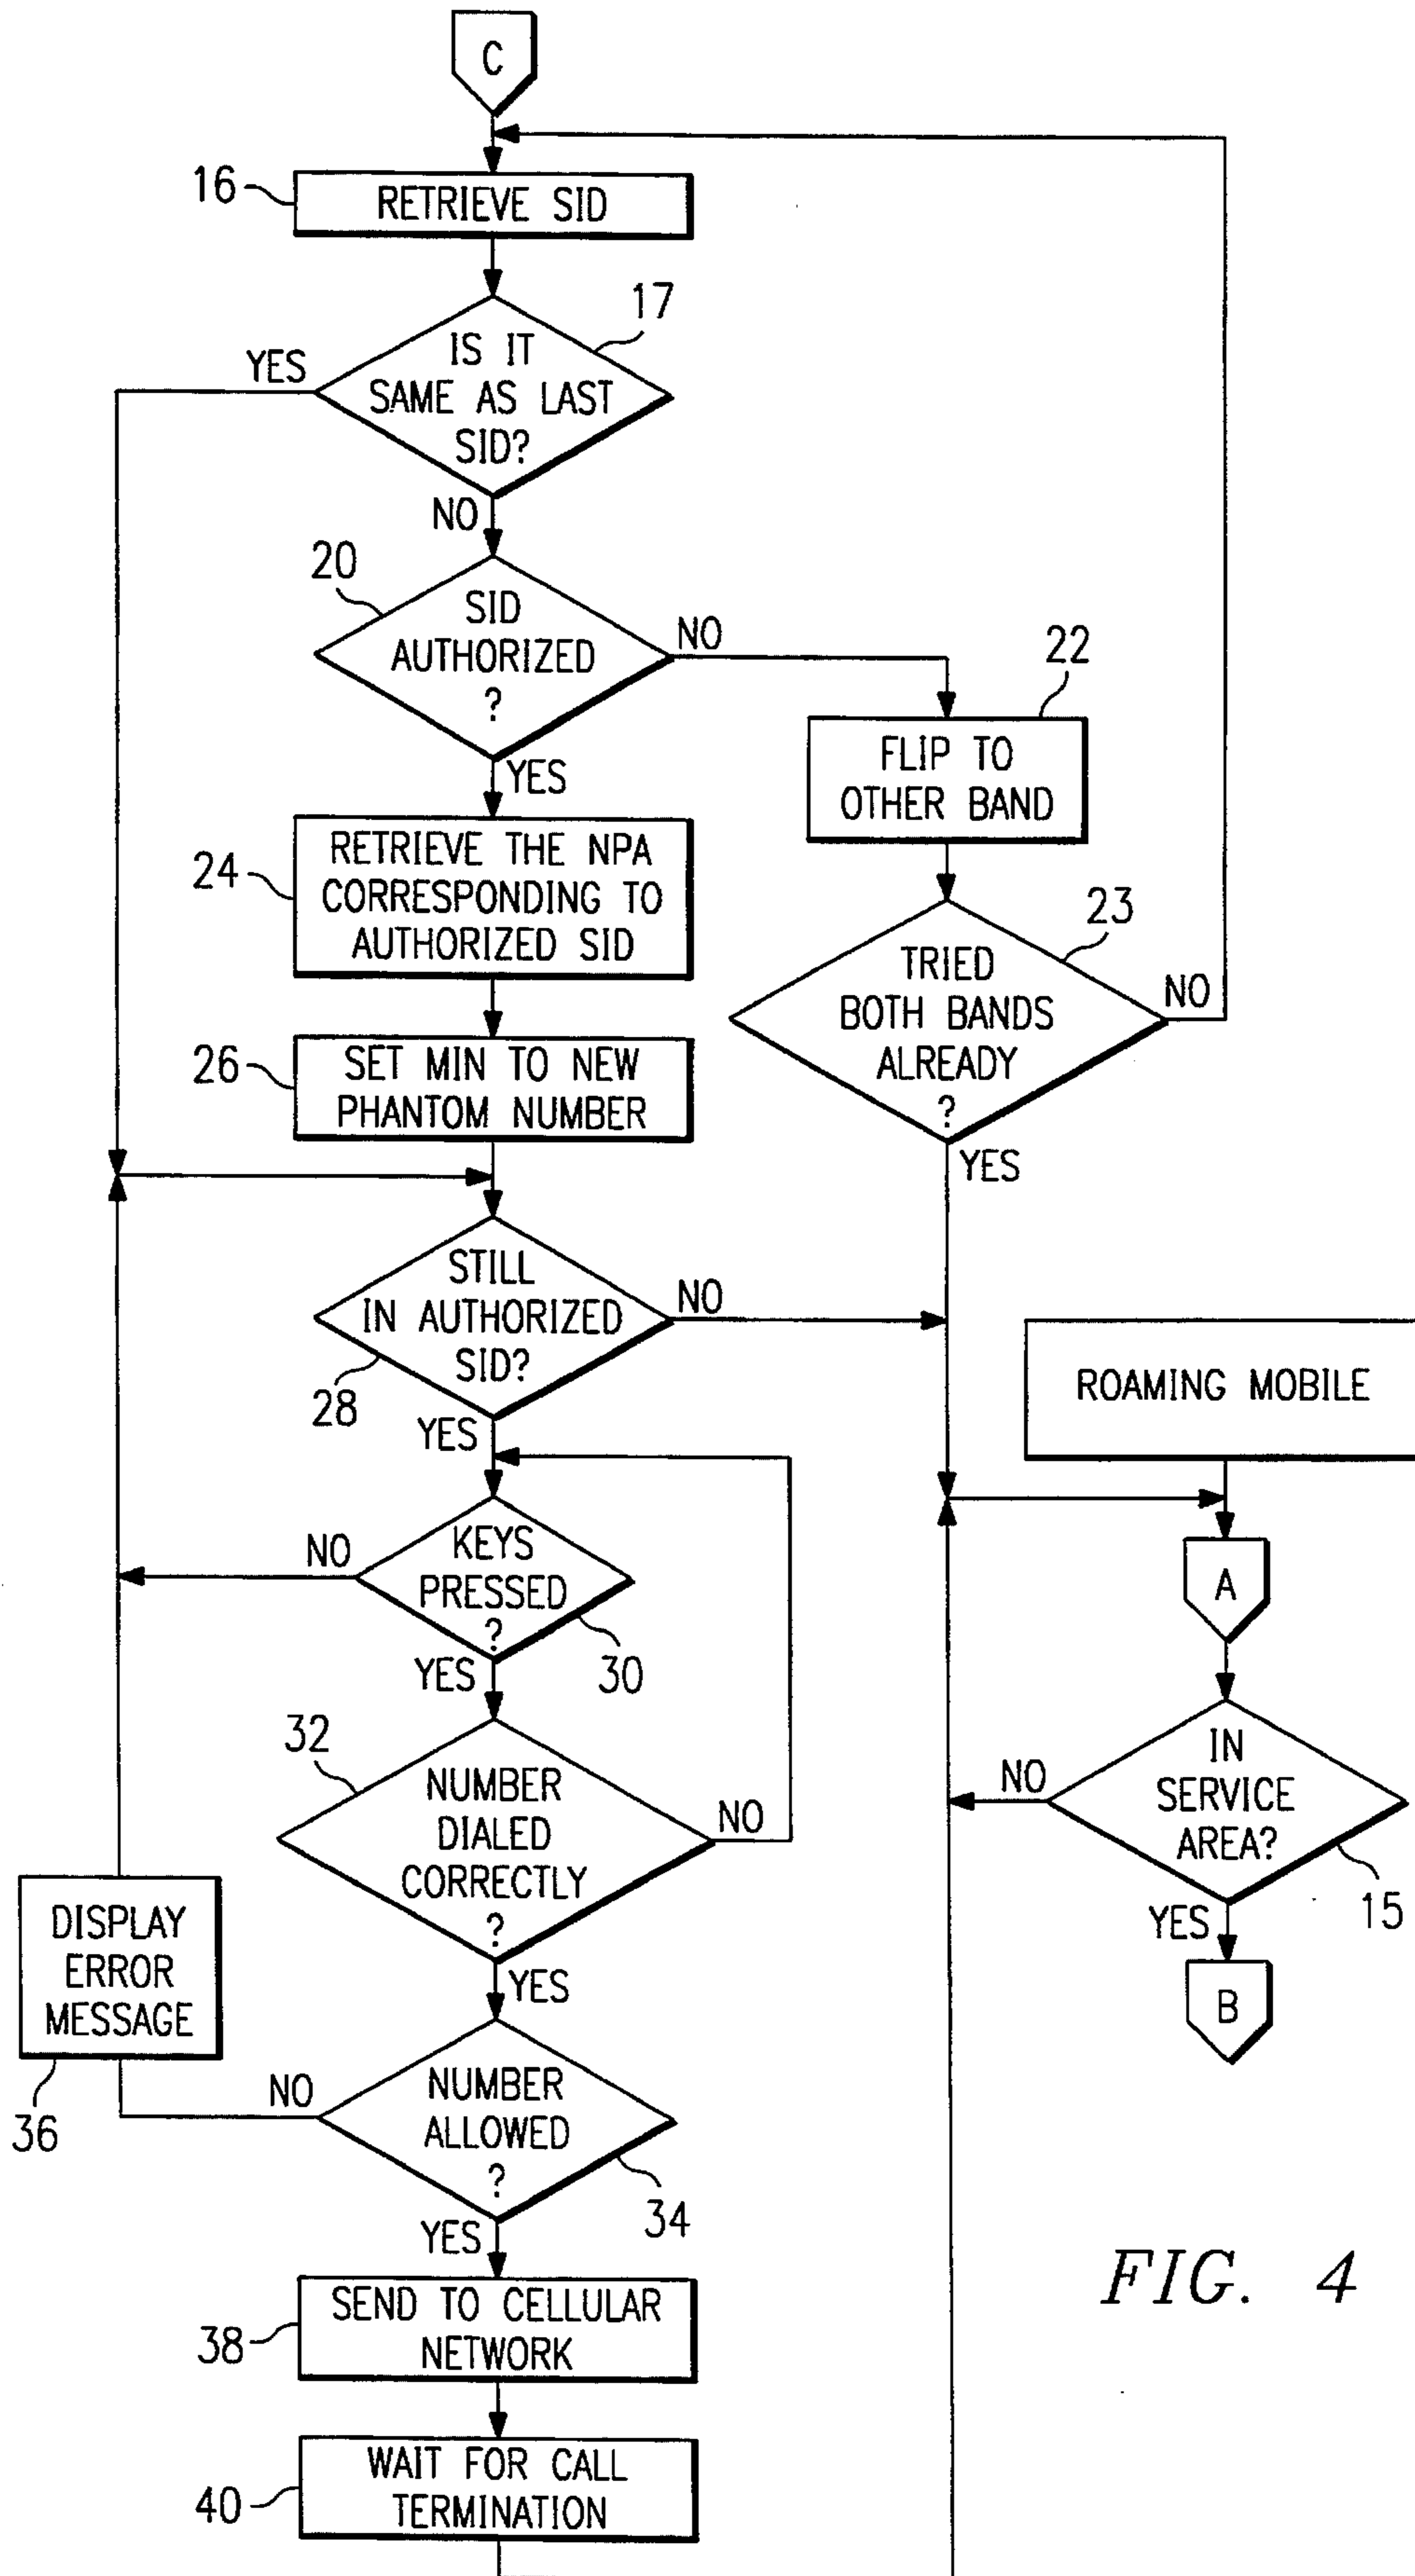 C
16
RETRIEVE SID
17
IS IT
SAME AS LAST
SID?
YES
NO
20
SID
AUTHORIZED
?
NO
YES
22
FLIP TO
OTHER BAND
24
RETRIEVE THE NPA
CORRESPONDING TO
AUTHORIZED SID
23
TRIED
BOTH BANDS
ALREADY
?
NO
YES
26
SET MIN TO NEW
PHANTOM NUMBER
STILL
IN AUTHORIZED
SID?
28
NO
YES
ROAMING MOBILE
KEYS
PRESSED
?
30
NO
YES
A
32
NUMBER
DIALED
CORRECTLY
?
NO
YES
IN
SERVICE
AREA?
15
NO
YES
B
DISPLAY
ERROR
MESSAGE
36
NUMBER
ALLOWED
?
34
NO
YES
38
SEND TO CELLULAR
NETWORK
40
WAIT FOR CALL
TERMINATION
FIG. 4